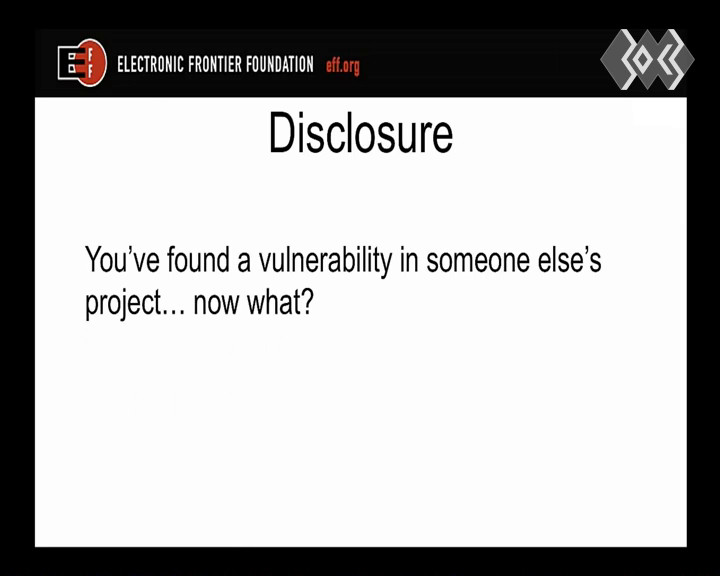 EFF
ELECTRONIC FRONTIER FOUNDATION eff.org
Disclosure
You've found a vulnerability in someone else's
project... now what?